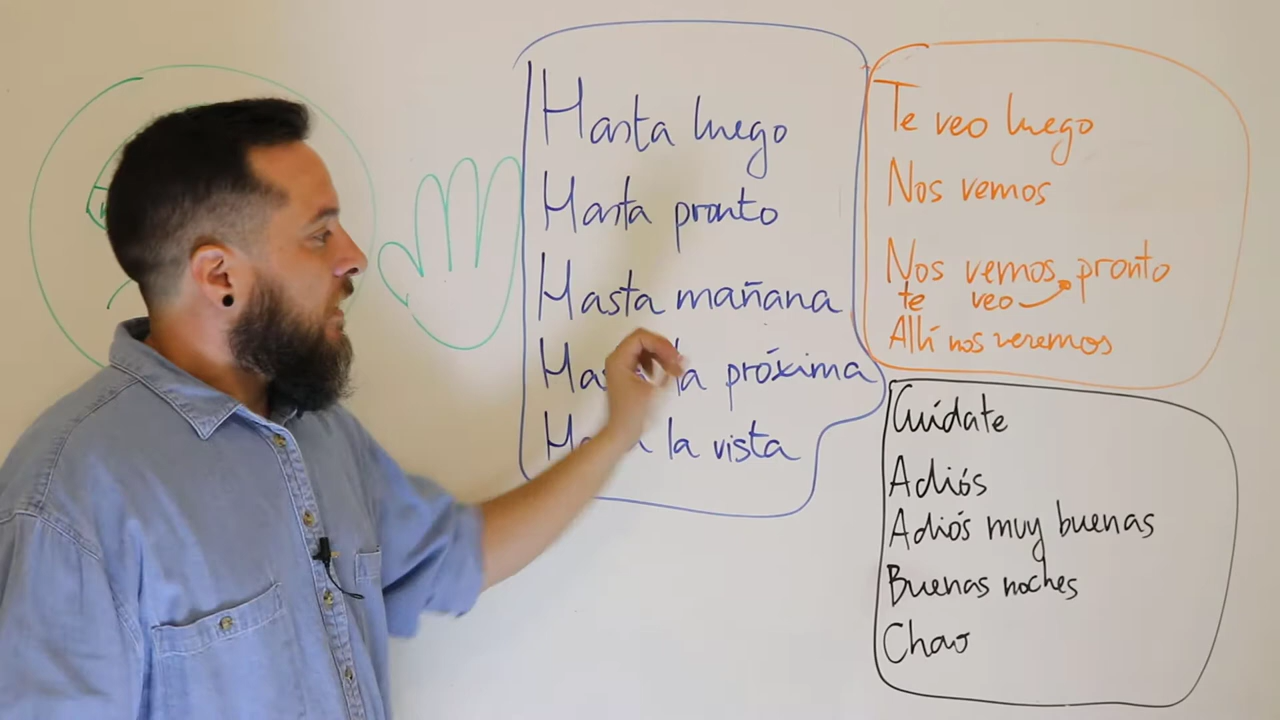 Hasta luego
Hasta pronto
Hasta mañana
la próxima
la vista
Te veo luego
Nos vemos
Nos vemos pronto
te veo
Allí nos veremos
Cuídate
Adiós
Adiós muy buenas
Buenas noches
Chao